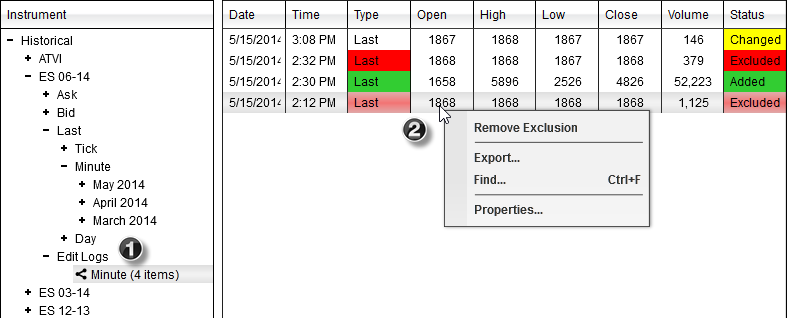 Instrument
Historical
ATVI
ES 06-14
Ask
Bid
Last
Tick
Minute
May 2014
April 2014
March 2014
Day
1
Edit Logs
Minute (4 items)
ES 03-14
ES 12-13
Date Time Type Open High Low Close Volume Status
5/15/2014 3:08 PM Last 1867 1868 1867 1867 146 Changed
5/15/2014 2:32 PM Last 1868 1868 1867 1868 379 Excluded
5/15/2014 2:30 PM Last 1658 5896 2526 4826 52,223 Added
5/15/2014 2:12 PM Last 1868 1868 1868 1868 1,125 Excluded
2
Remove Exclusion
Export...
Find... Ctrl+F
Properties...